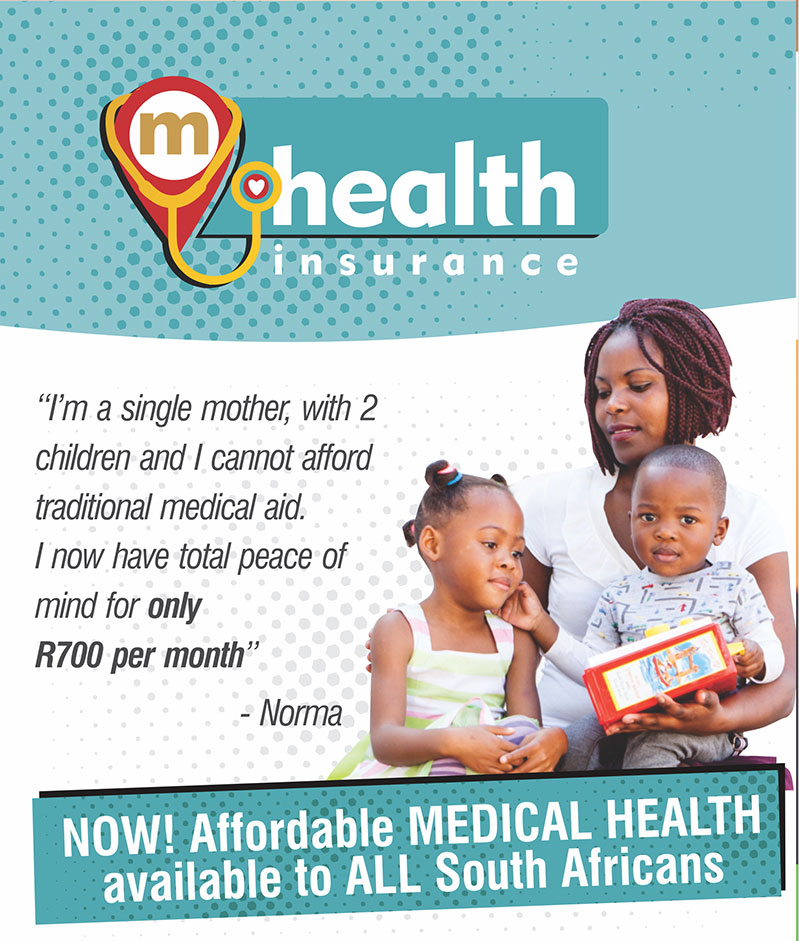 m
health
insurance
“I’m a single mother, with 2
children and I cannot afford
traditional medical aid.
I now have total peace of
mind for only
R700 per month”
- Norma
NOW! Affordable MEDICAL HEALTH
available to ALL South Africans